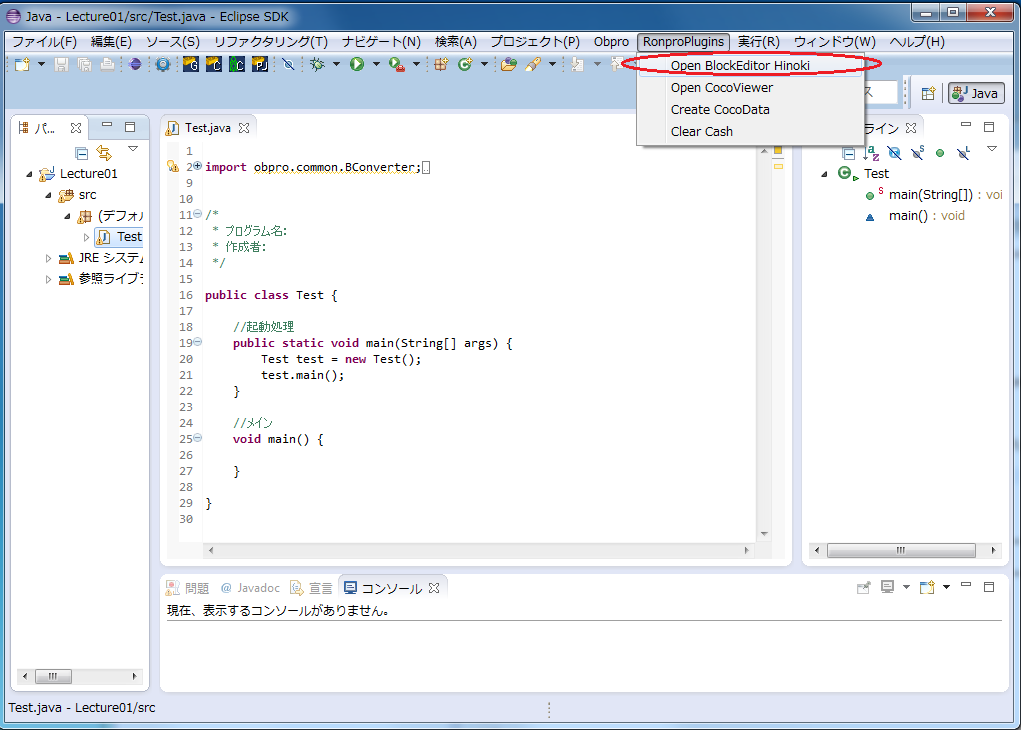 Java - Lecture01/src/Test.java - Eclipse SDK
ファイル(F) 編集(E) ソース(S) リファクタリング(T) ナビゲート(N) 検索(A) プロジェクト(P) Obpro RonproPlugins 実行(R) ウィンドウ(W) ヘルプ(H)
Open BlockEditor Hinoki
Open CocoViewer
Create CocoData
Clear Cash
ス
Java
パ...
Lecture01
src
(デフォル
Test
JRE システム
参照ライブラ
Test.java
1
2 import obpro.common.BConverter;
9
10
11 /*
12 * プログラム名:
13 * 作成者:
14 */
15
16 public class Test {
17
18 //起動処理
19 public static void main(String[] args) {
20 Test test = new Test();
21 test.main();
22 }
23
24 //メイン
25 void main() {
26
27 }
28
29 }
30
ライン
Test
main(String[]) : voi
main() : void
問題 @ Javadoc 宣言 コンソール
現在、表示するコンソールがありません。
Test.java - Lecture01/src